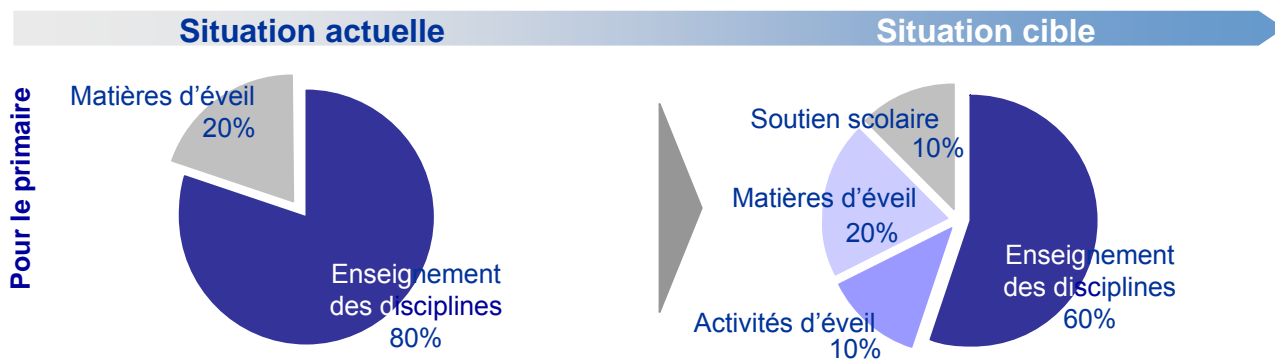 Situation actuelle
Situation cible
Pour le primaire
Matières d’éveil
20%
Enseignement
des disciplines
80%
Soutien scolaire
10%
Matières d’éveil
20%
Activités d’éveil
10%
Enseignement
des disciplines
60%